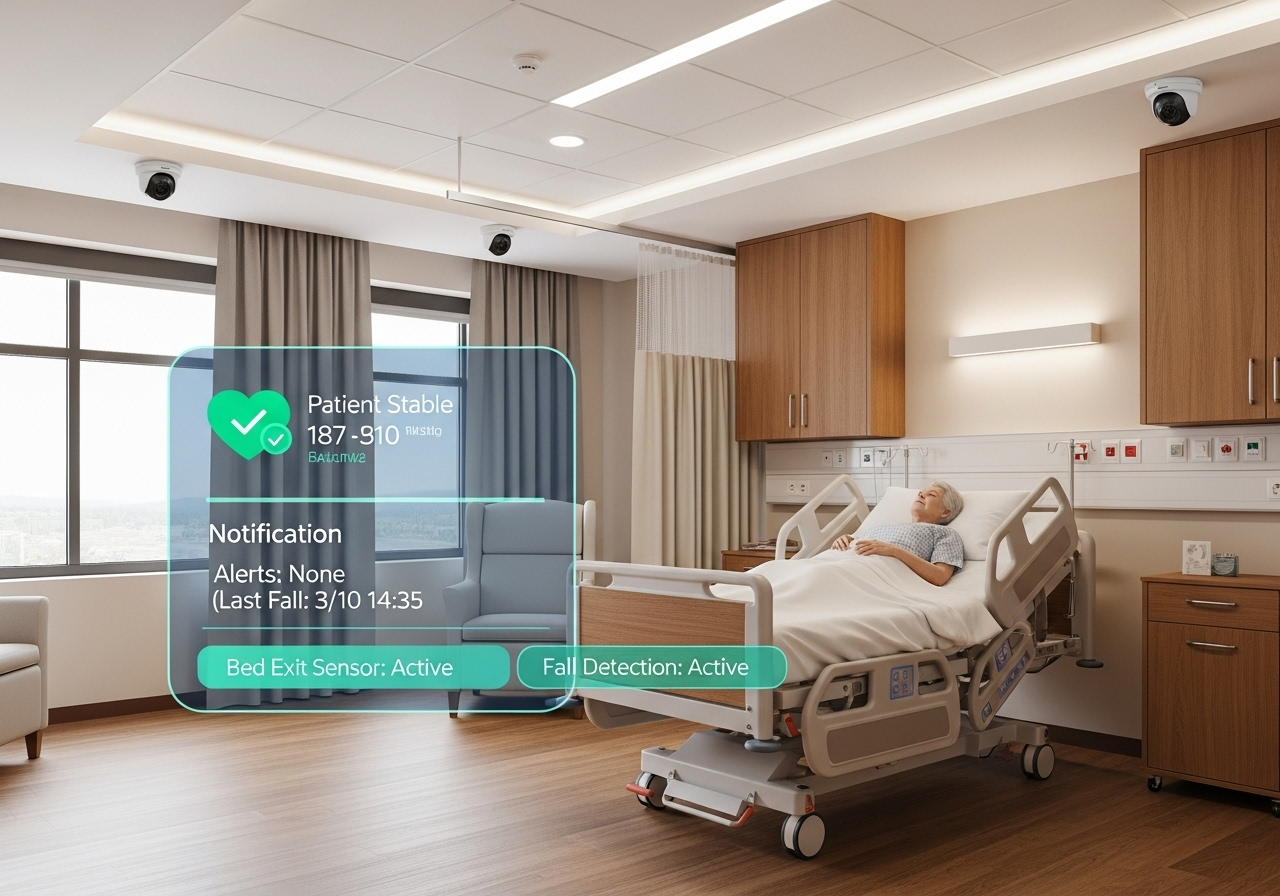 Patient Stable
187-910
Notification
Alerts: None
(Last Fall: 3/10 14:35
Bed Exit Sensor: Active
Fall Detection: Active